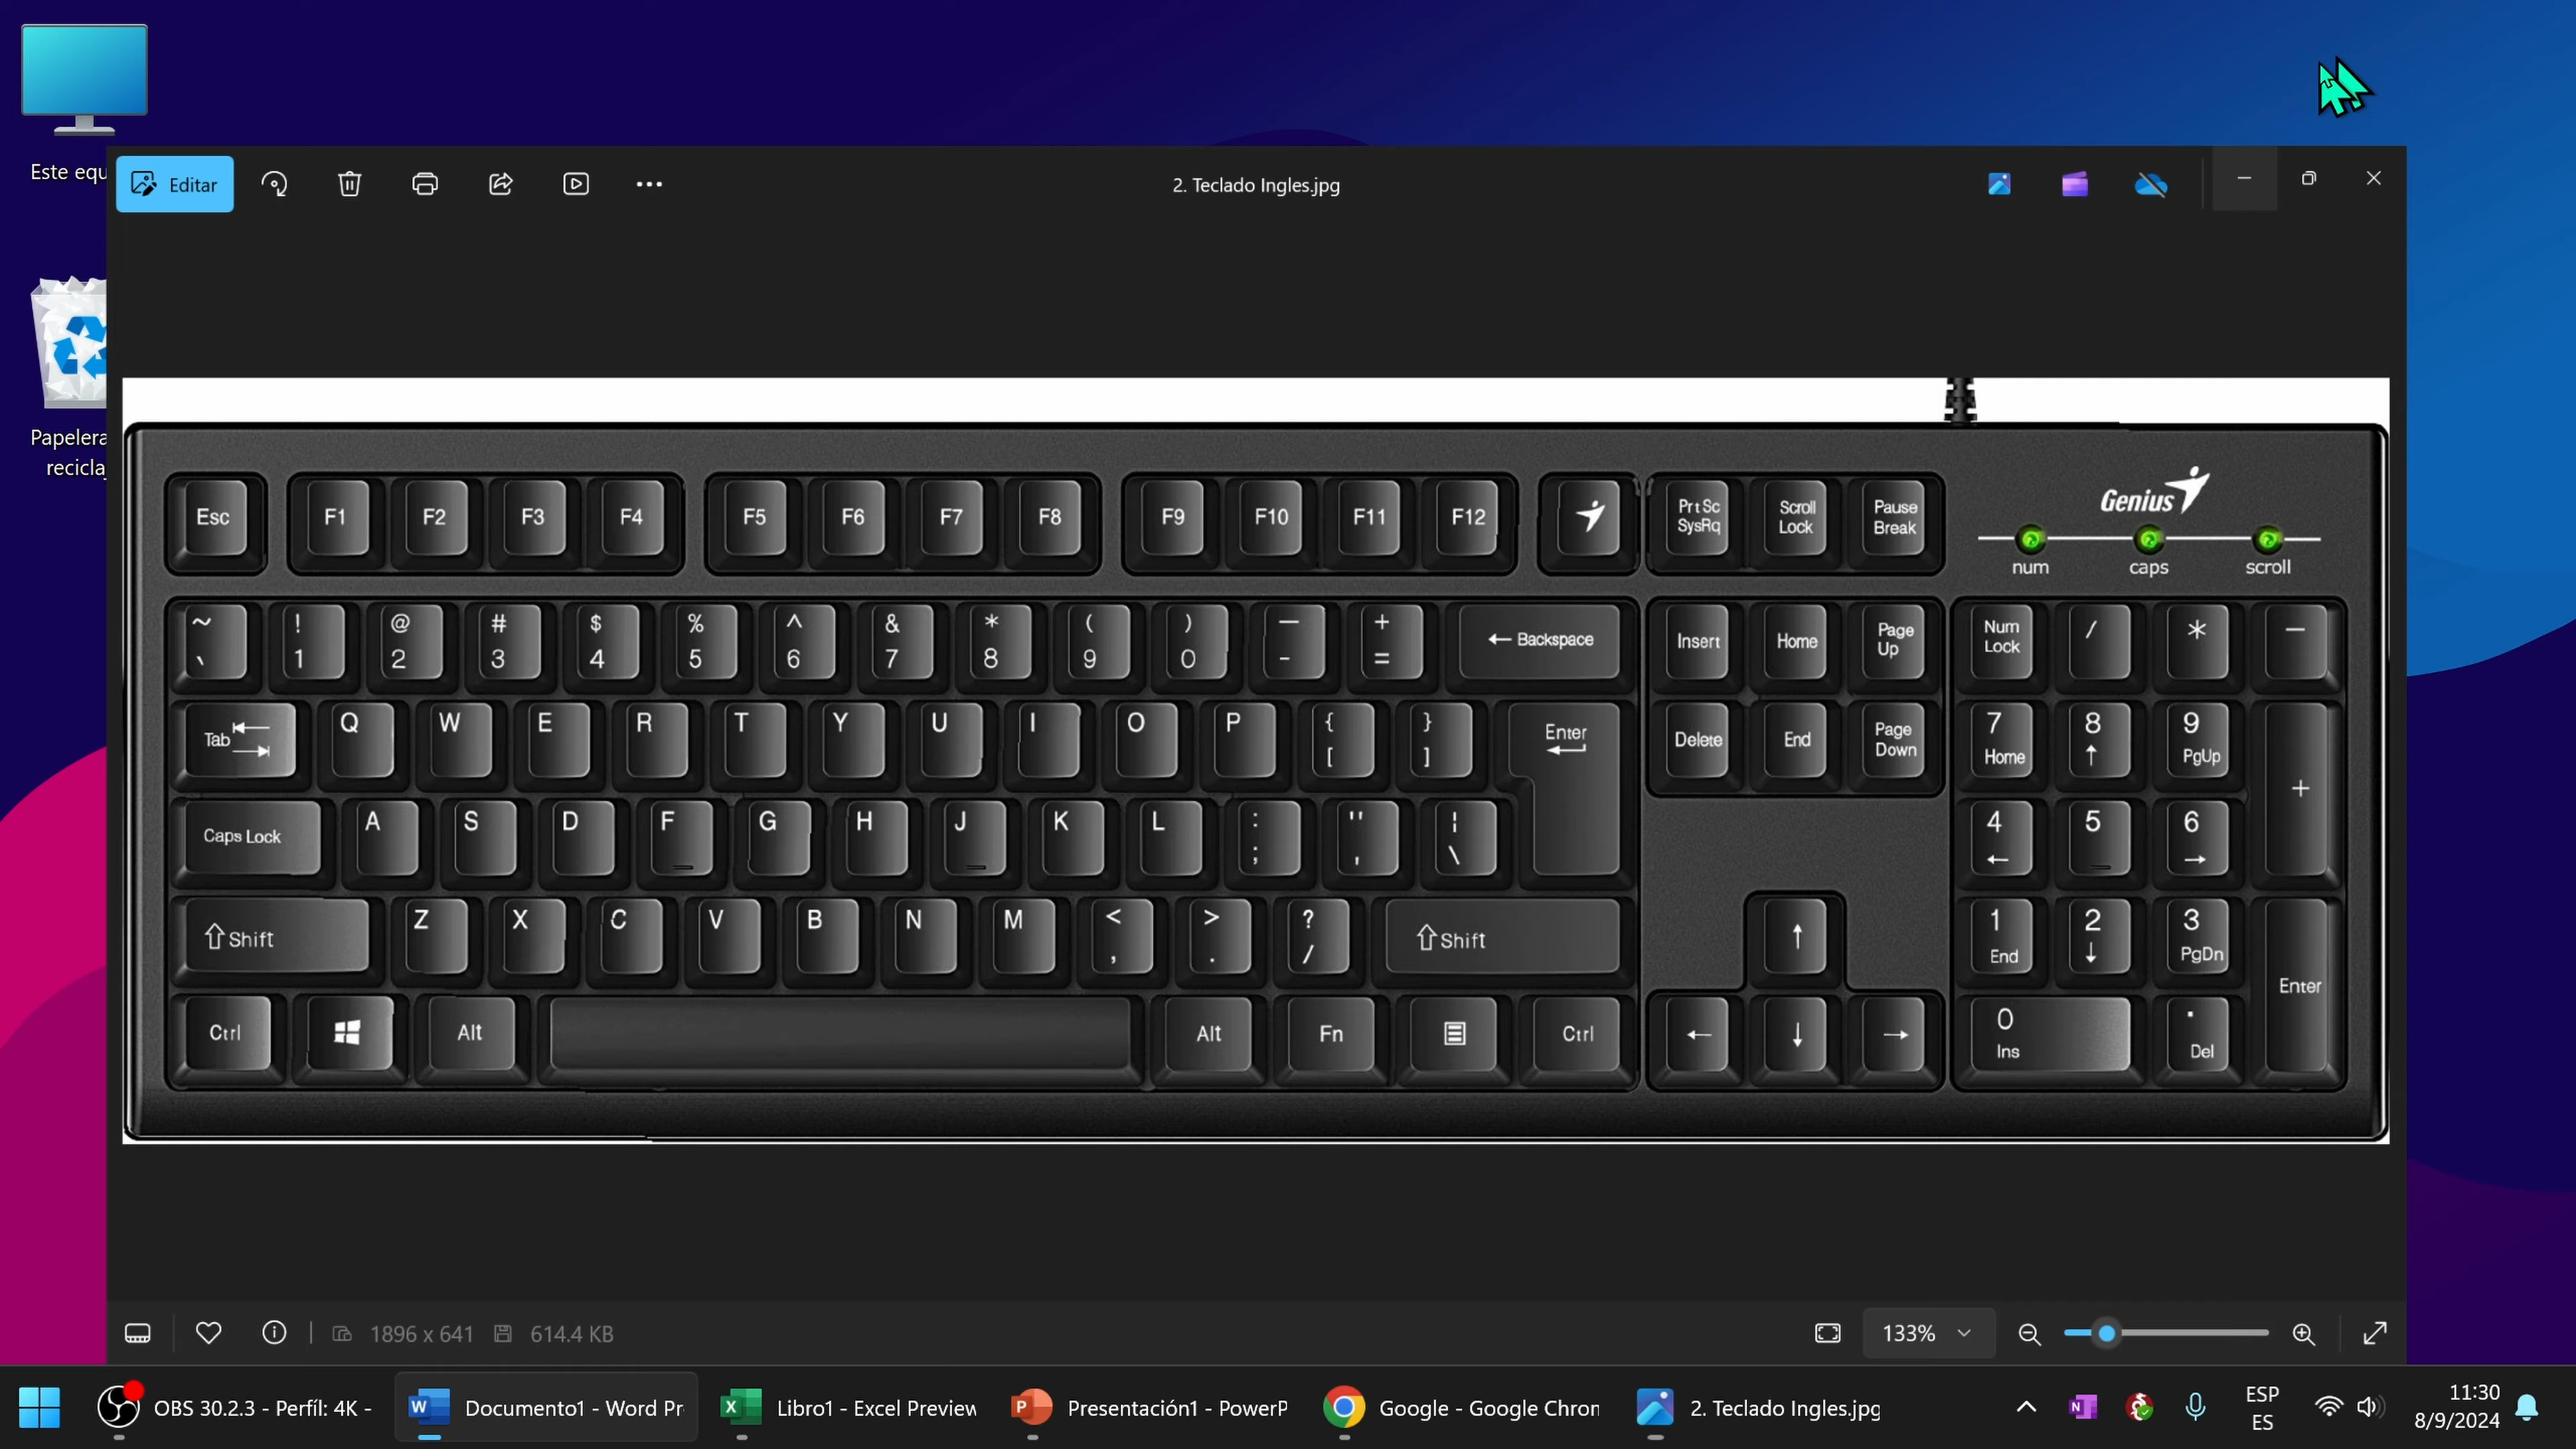 Este equ
Papelera
recicla
Editar
2. Teclado Ingles.jpg
Genius
num caps scroll
Esc F1 F2 F3 F4 F5 F6 F7 F8 F9 F10 F11 F12 PrtSc SysRq Scroll Lock Pause Break
~ ` ! 1 @ 2 # 3 $ 4 % 5 ^ 6 & 7 * 8 ( 9 ) 0 — - + = ← Backspace Insert Home Page Up Num Lock / * —
Tab Q W E R T Y U I O P { [ } ] Enter Delete End Page Down 7 Home 8 ↑ 9 PgUp +
Caps Lock A S D F G H J K L : ; " ' ¦ \ 4 ← 5 6 →
⇧ Shift Z X C V B N M < , > . ? / ⇧ Shift ↑ 1 End 2 ↓ 3 PgDn Enter
Ctrl Alt Alt Fn Ctrl ← ↓ → 0 Ins . Del
1896 x 641 614.4 KB 133%
OBS 30.2.3 - Perfíl: 4K - Documento1 - Word Pr Libro1 - Excel Preview Presentación1 - PowerP Google - Google Chron 2. Teclado Ingles.jpg
ESP
ES
11:30
8/9/2024